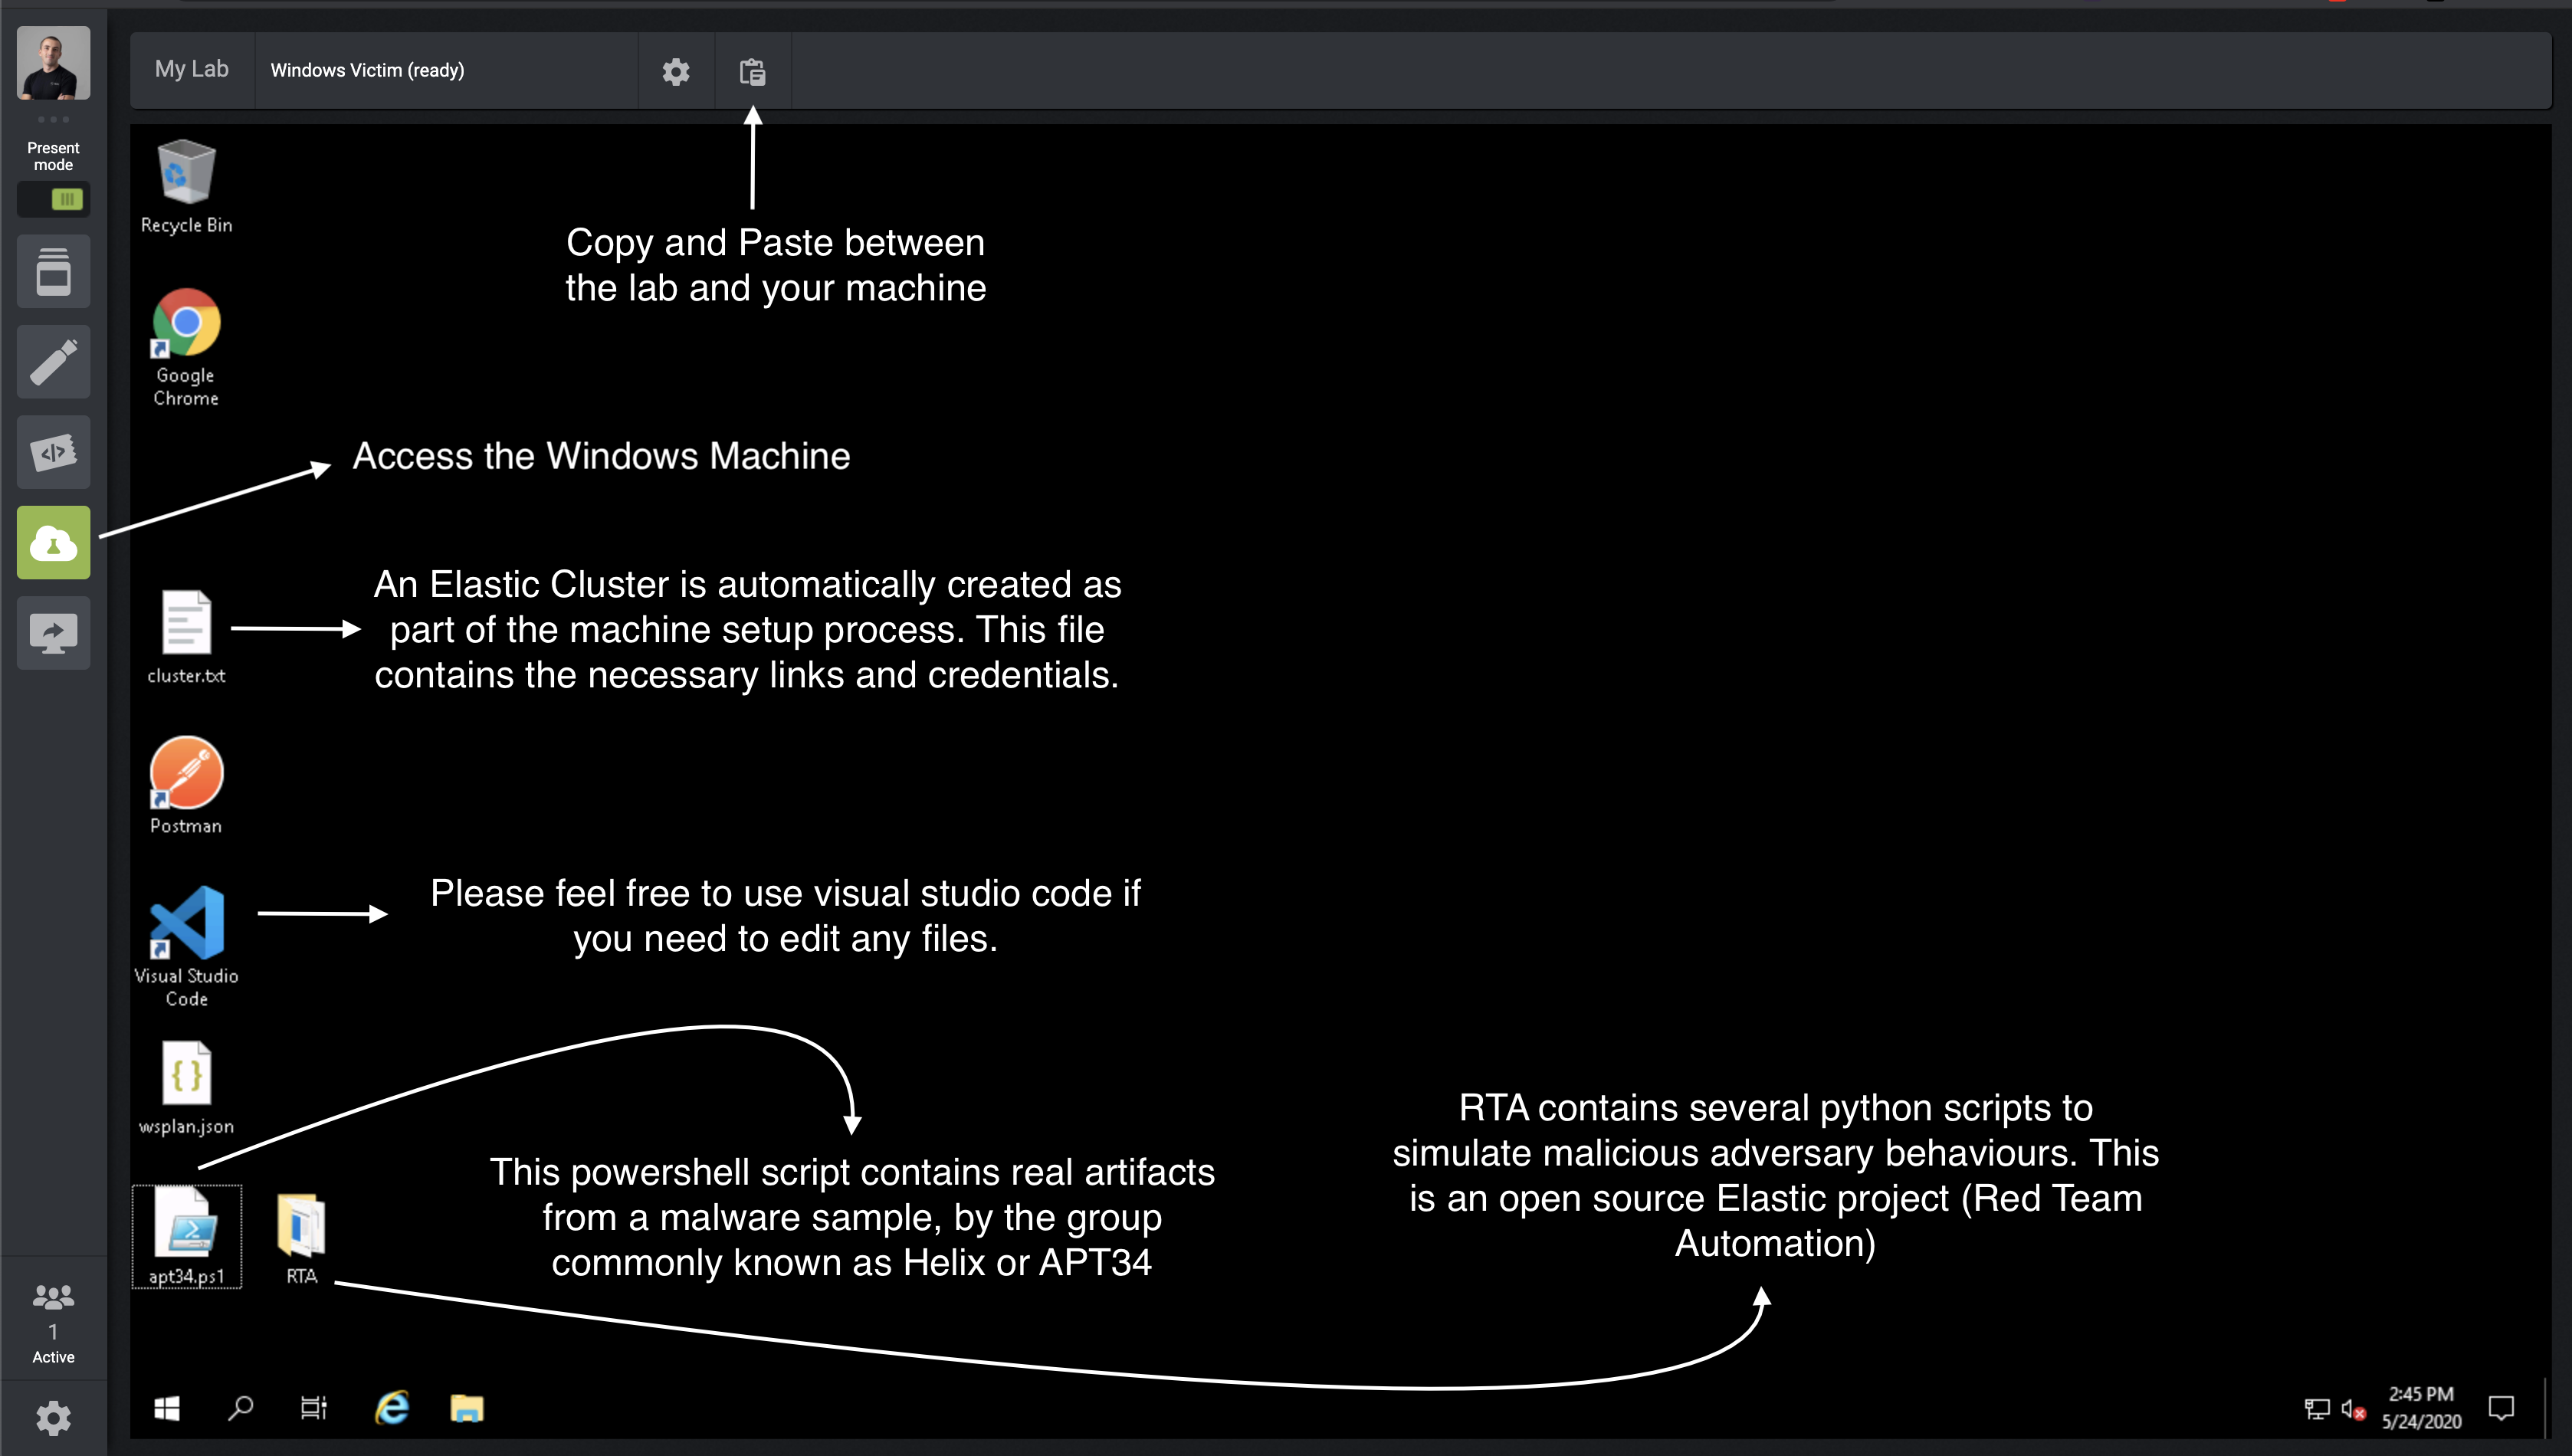 My Lab
Windows Victim (ready)
Present
mode
Recycle Bin
Copy and Paste between
the lab and your machine
Google
Chrome
Access the Windows Machine
An Elastic Cluster is automatically created as
part of the machine setup process. This file
contains the necessary links and credentials.
cluster.txt
Postman
Please feel free to use visual studio code if
you need to edit any files.
Visual Studio
Code
wsplan.json
This powershell script contains real artifacts
from a malware sample, by the group
commonly known as Helix or APT34
RTA contains several python scripts to
simulate malicious adversary behaviours. This
is an open source Elastic project (Red Team
Automation)
apt34.ps1
RTA
1
Active
2:45 PM
5/24/2020